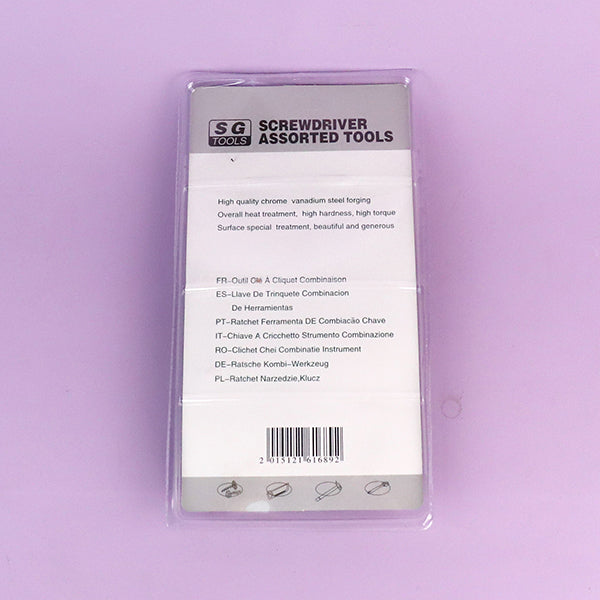 SG
TOOLS
SCREWDRIVER
ASSORTED TOOLS
High quality chrome vanadium steel forging
Overall heat treatment, high hardness, high torque
Surface special treatment, beautiful and generous
FR-Outil Cle A Cliquet Combinaison
ES-Llave De Trinquete Combinacion
De Herramientas
PT-Ratchet Ferramenta DE Combiacão Chave
IT-Chiave A Cricchetto Strumento Combinazione
RO-Clichet Chei Combinatie Instrument
DE-Ratsche Kombi-Werkzeug
PL-Ratchet Narzedzie,Klucz
2 015121 616892